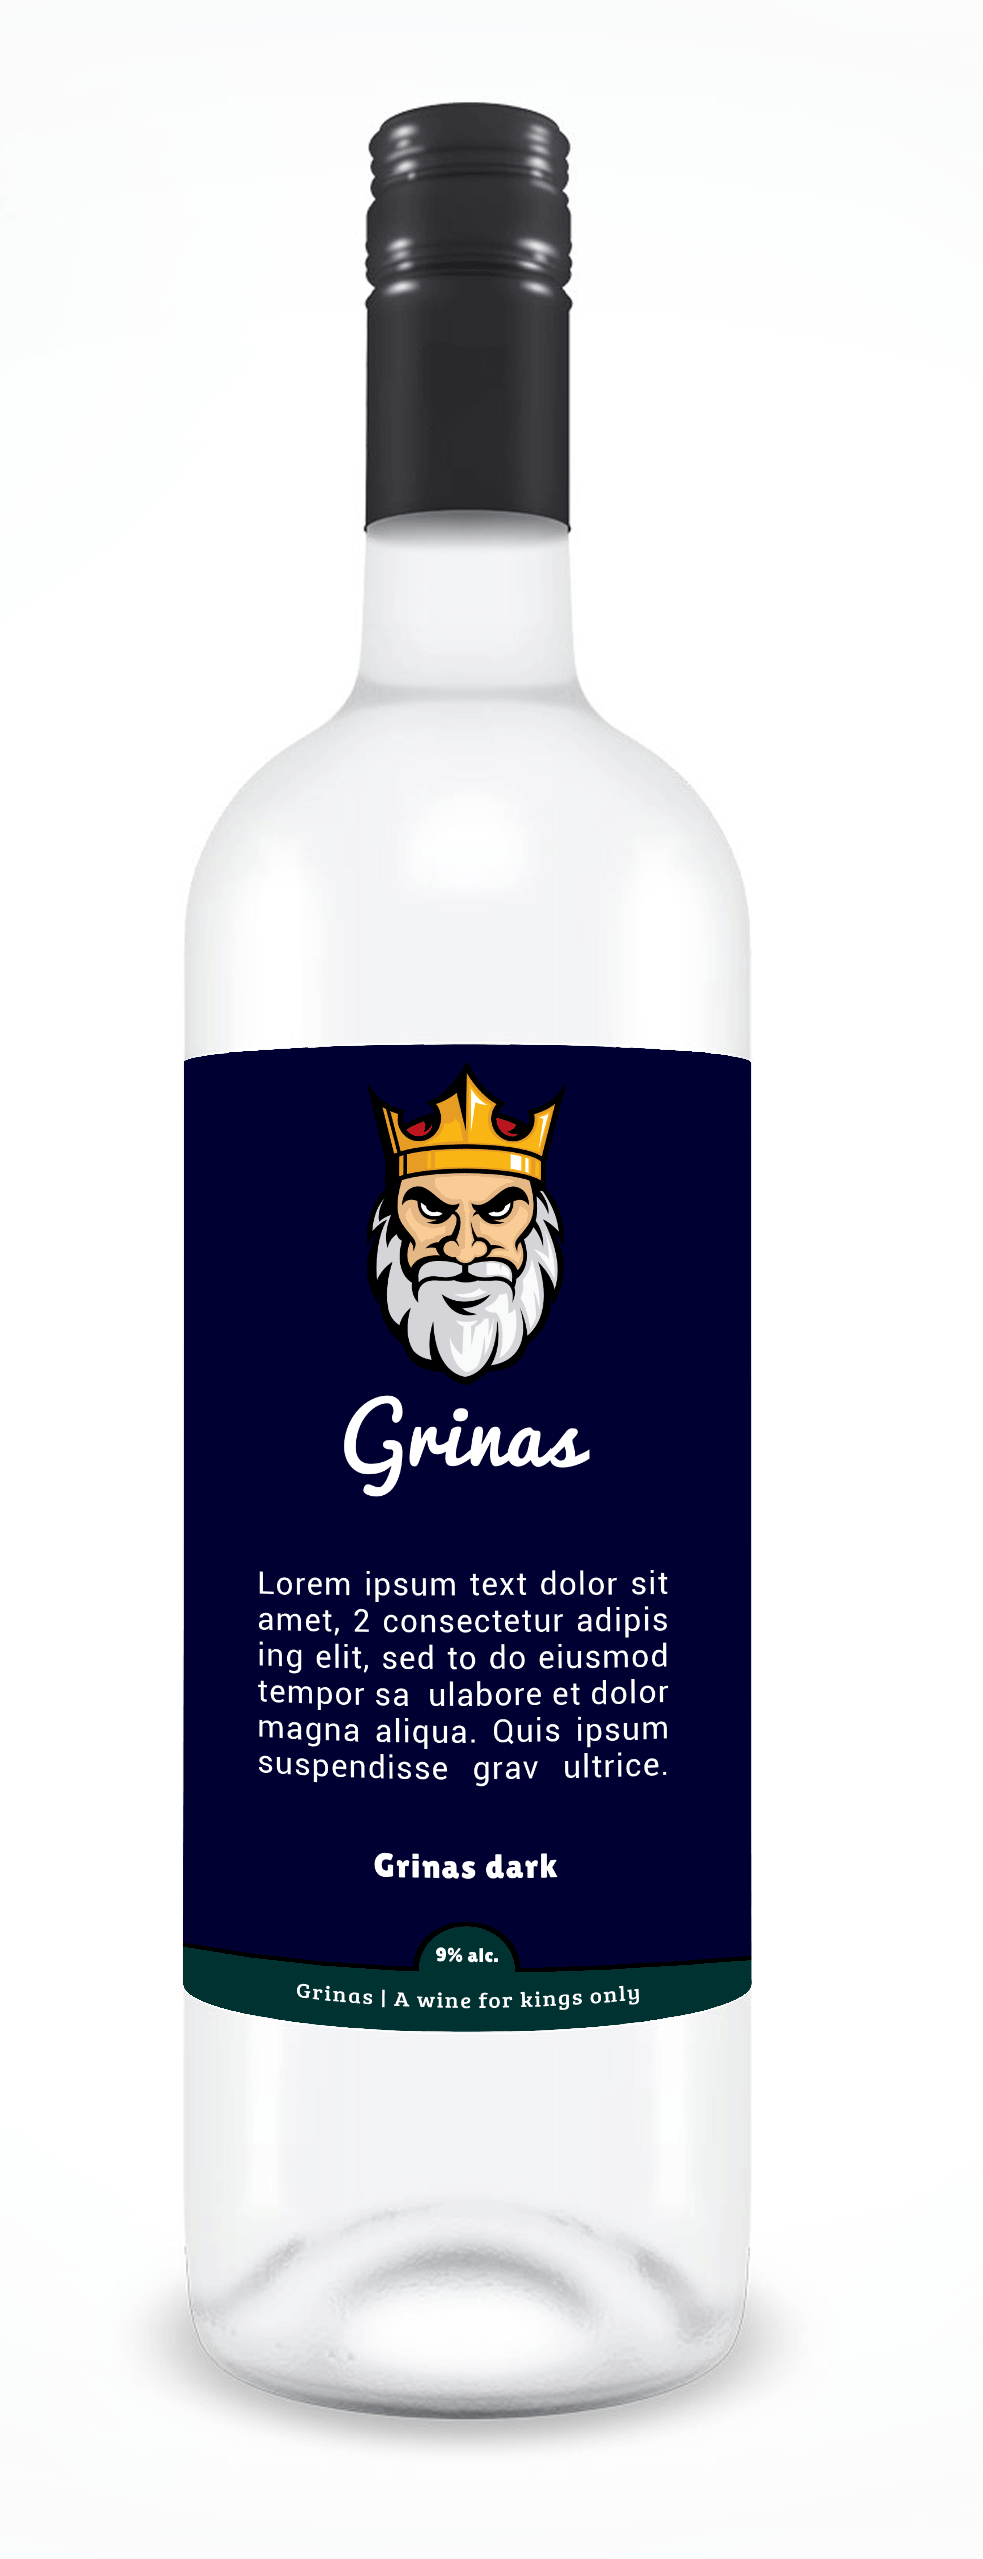 Grinas
Lorem ipsum text dolor sit
amet, 2 consectetur adipis
ing elit, sed to do eiusmod
tempor sa ulabore et dolor
magna aliqua. Quis ipsum
suspendisse grav ultrice.
Grinas dark
9% alc.
Grinas | A wine for kings only